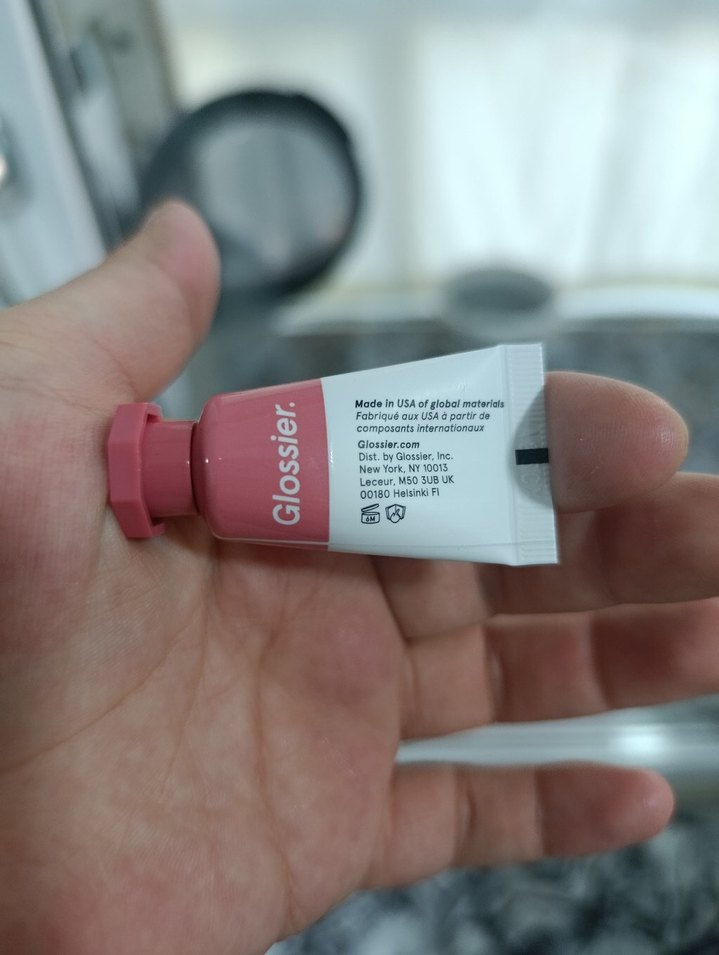 Glossier.
Made in USA of global materials
Fabriqué aux USA à partir de
composants internationaux
Glossier.com
Dist. by Glossier, Inc.
New York, NY 10013
Leceur, M50 3UB UK
00180 Helsinki FI
6M